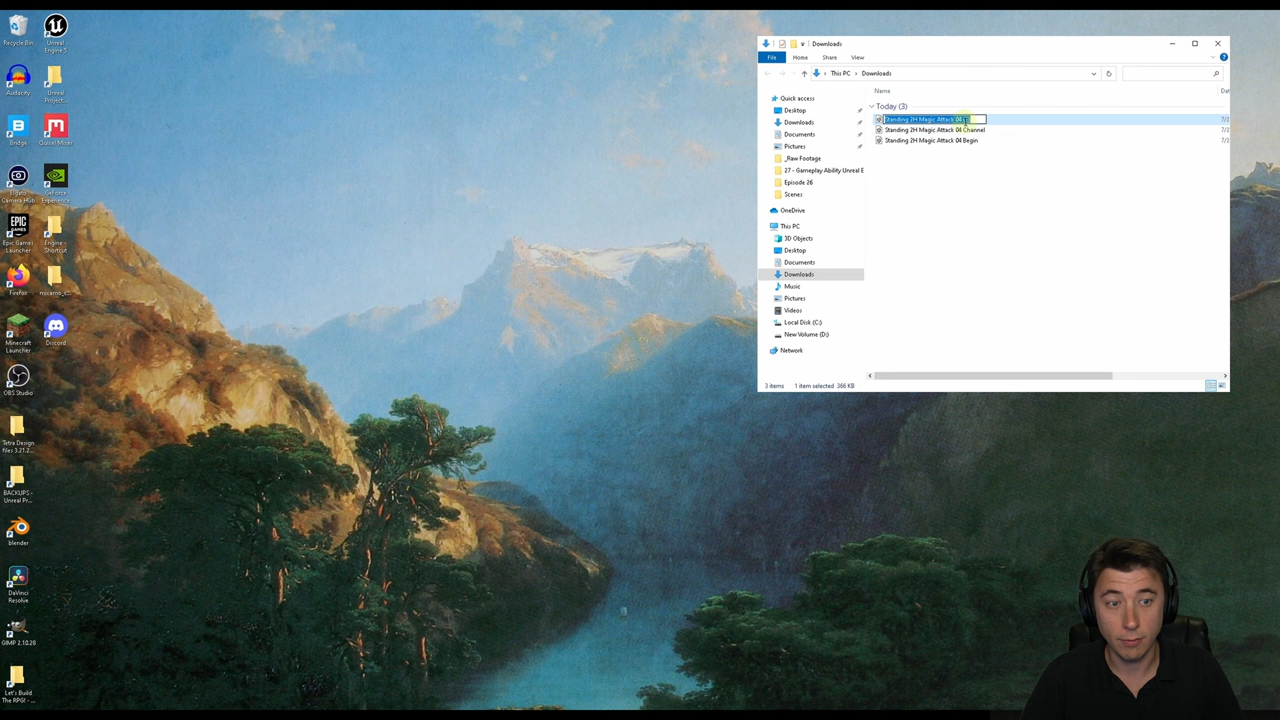 Recycle Bin
Unreal
Engine 5
Audacity
Unreal
Project...
Bridge
Quixel Mixer
Elgato
Camera Hub
GeForce
Experience
Epic Games
Launcher
Engine -
Shortcut
Firefox
mixamo_c...
Minecraft
Launcher
Discord
OBS Studio
Tetra Design
files 3.21.2...
BACKUPS -
Unreal Pr...
blender
DaVinci
Resolve
GIMP 2.10.28
Let's Build
The RPG! -...
Downloads
File Home Share View
This PC > Downloads
Name
Quick access
Desktop
Downloads
Documents
Pictures
_Raw Footage
27 - Gameplay Ability Unreal E
Episode 26
Scenes
OneDrive
This PC
3D Objects
Desktop
Documents
Downloads
Music
Pictures
Videos
Local Disk (C:)
New Volume (D:)
Network
Today (3)
Standing 2H Magic Attack 04
Standing 2H Magic Attack 04 Channel
Standing 2H Magic Attack 04 Begin
3 items 1 item selected 366 KB